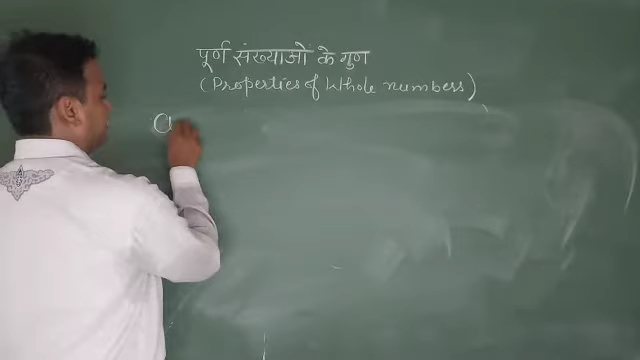 पूर्ण संख्याओं के गुण
(Properties of Whole numbers)